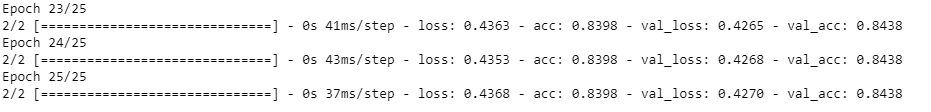 Epoch 23/25
2/2 [==============================] - 0s 41ms/step - loss: 0.4363 - acc: 0.8398 - val_loss: 0.4265 - val_acc: 0.8438
Epoch 24/25
2/2 [==============================] - 0s 43ms/step - loss: 0.4353 - acc: 0.8398 - val_loss: 0.4268 - val_acc: 0.8438
Epoch 25/25
2/2 [==============================] - 0s 37ms/step - loss: 0.4368 - acc: 0.8398 - val_loss: 0.4270 - val_acc: 0.8438